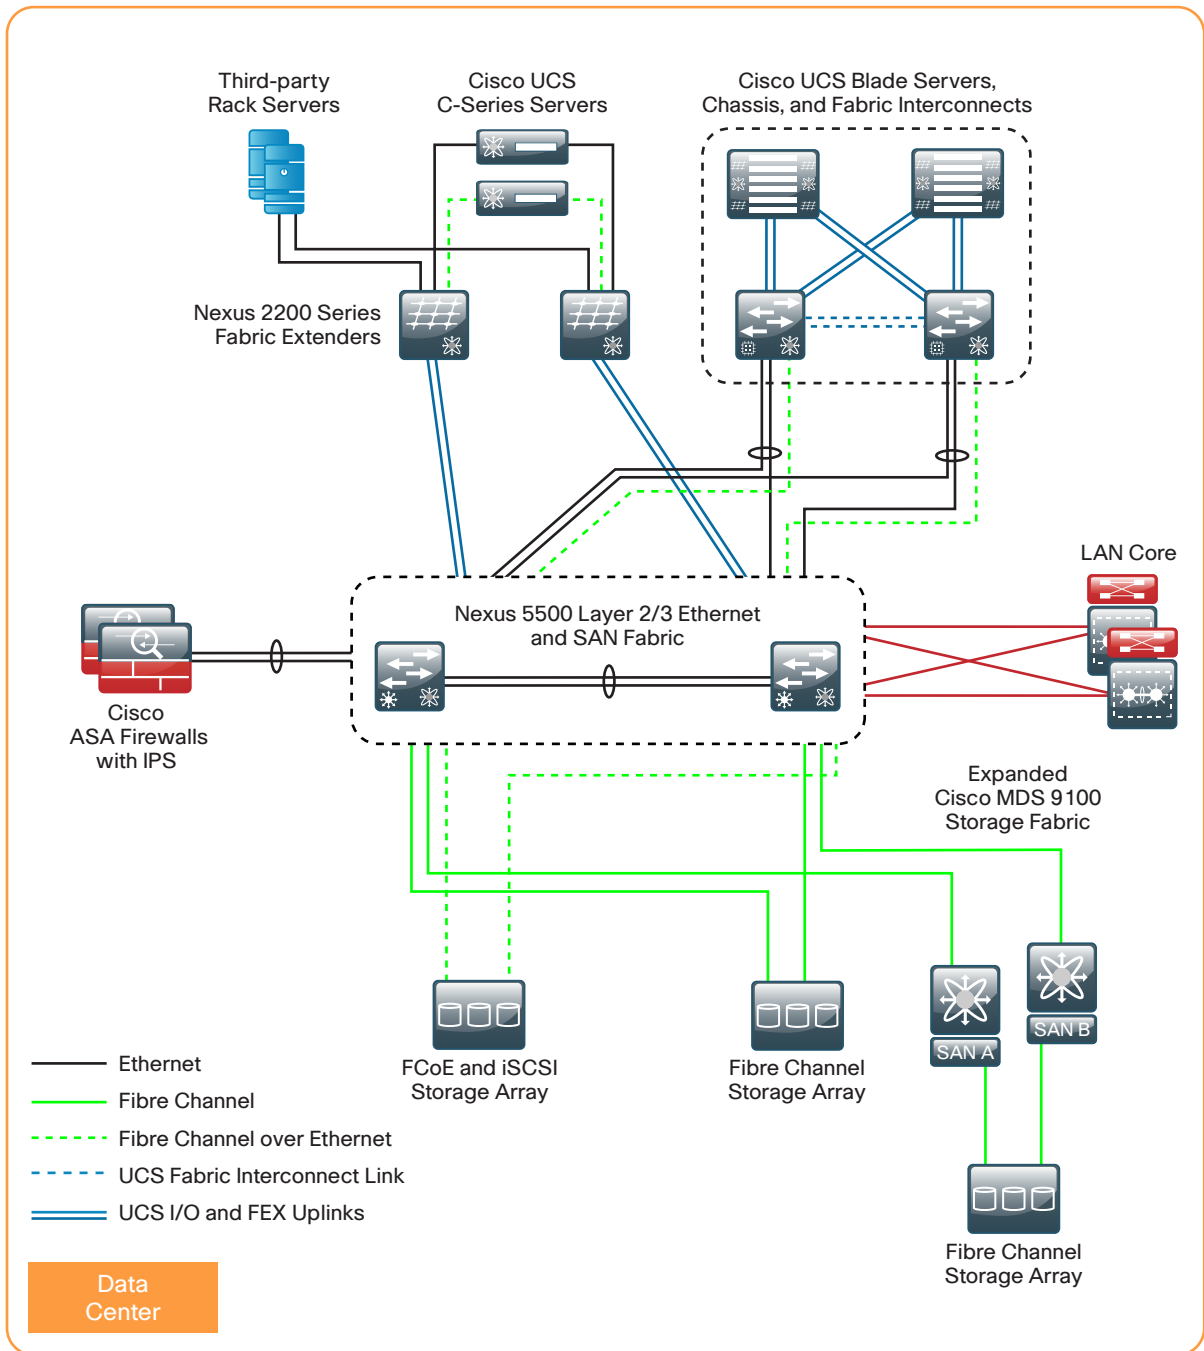 Third-party
Rack Servers
Cisco UCS
C-Series Servers
Cisco UCS Blade Servers,
Chassis, and Fabric Interconnects
Nexus 2200 Series
Fabric Extenders
LAN Core
Nexus 5500 Layer 2/3 Ethernet
and SAN Fabric
Cisco
ASA Firewalls
with IPS
Expanded
Cisco MDS 9100
Storage Fabric
SAN A
SAN B
FCoE and iSCSI
Storage Array
Fibre Channel
Storage Array
Fibre Channel
Storage Array
Ethernet
Fibre Channel
Fibre Channel over Ethernet
UCS Fabric Interconnect Link
UCS I/O and FEX Uplinks
Data
Center